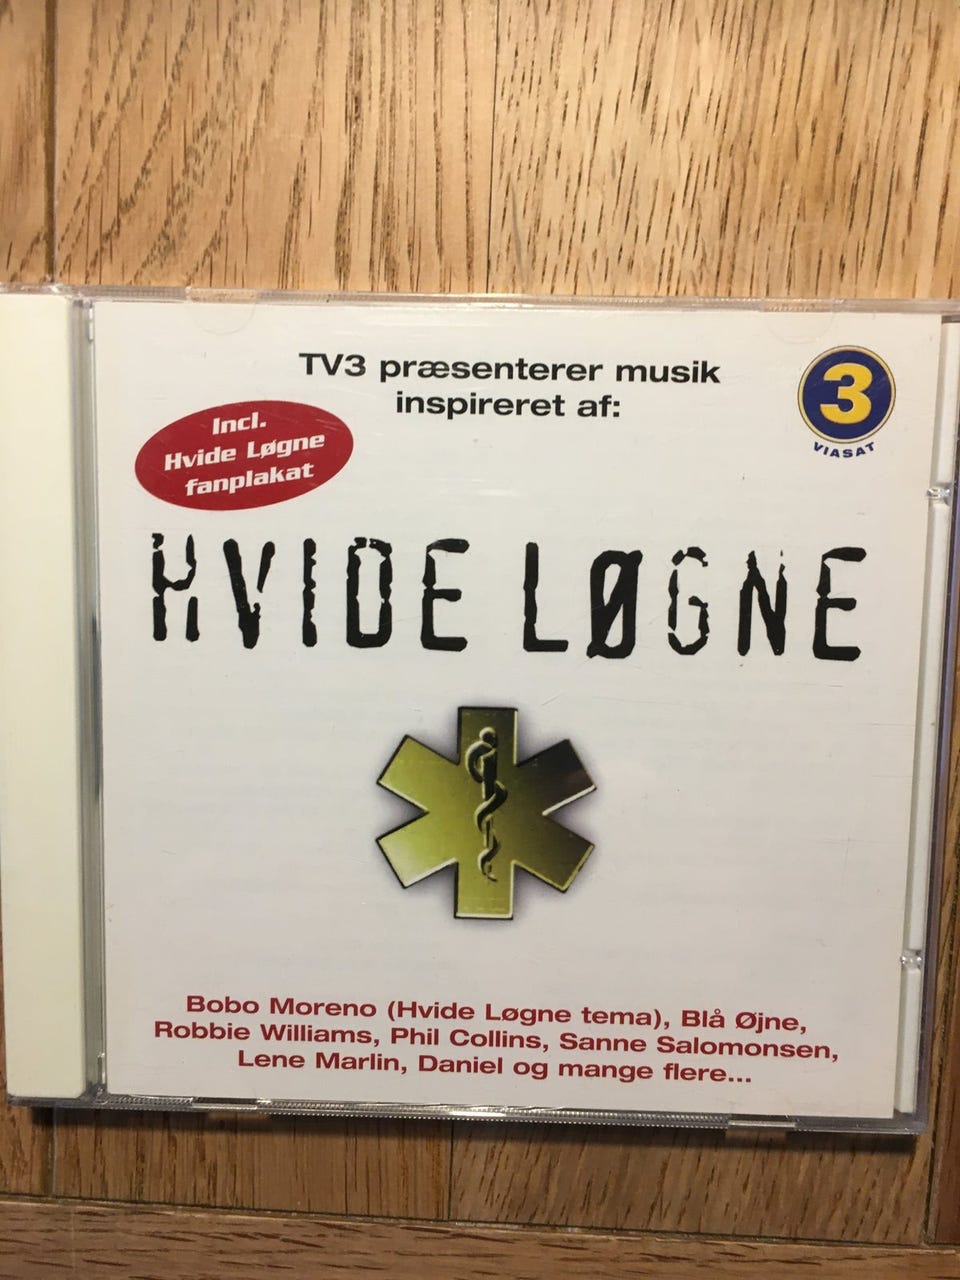 TV3 præsenterer musik
inspireret af:
3
VIASAT
Incl.
Hvide Løgne
fanplakat
HVIDE LØGNE
Bobo Moreno (Hvide Løgne tema), Blå Øjne,
Robbie Williams, Phil Collins, Sanne Salomonsen,
Lene Marlin, Daniel og mange flere...